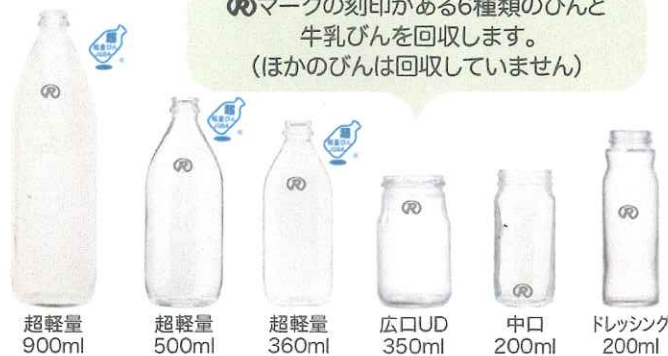 Ⓡマークの刻印がある6種類のびんと
牛乳びんを回収します。
(ほかのびんは回収していません)
超軽量
900ml
超軽量
500ml
超軽量
360ml
広口UD
350ml
中口
200ml
ドレッシング
200ml